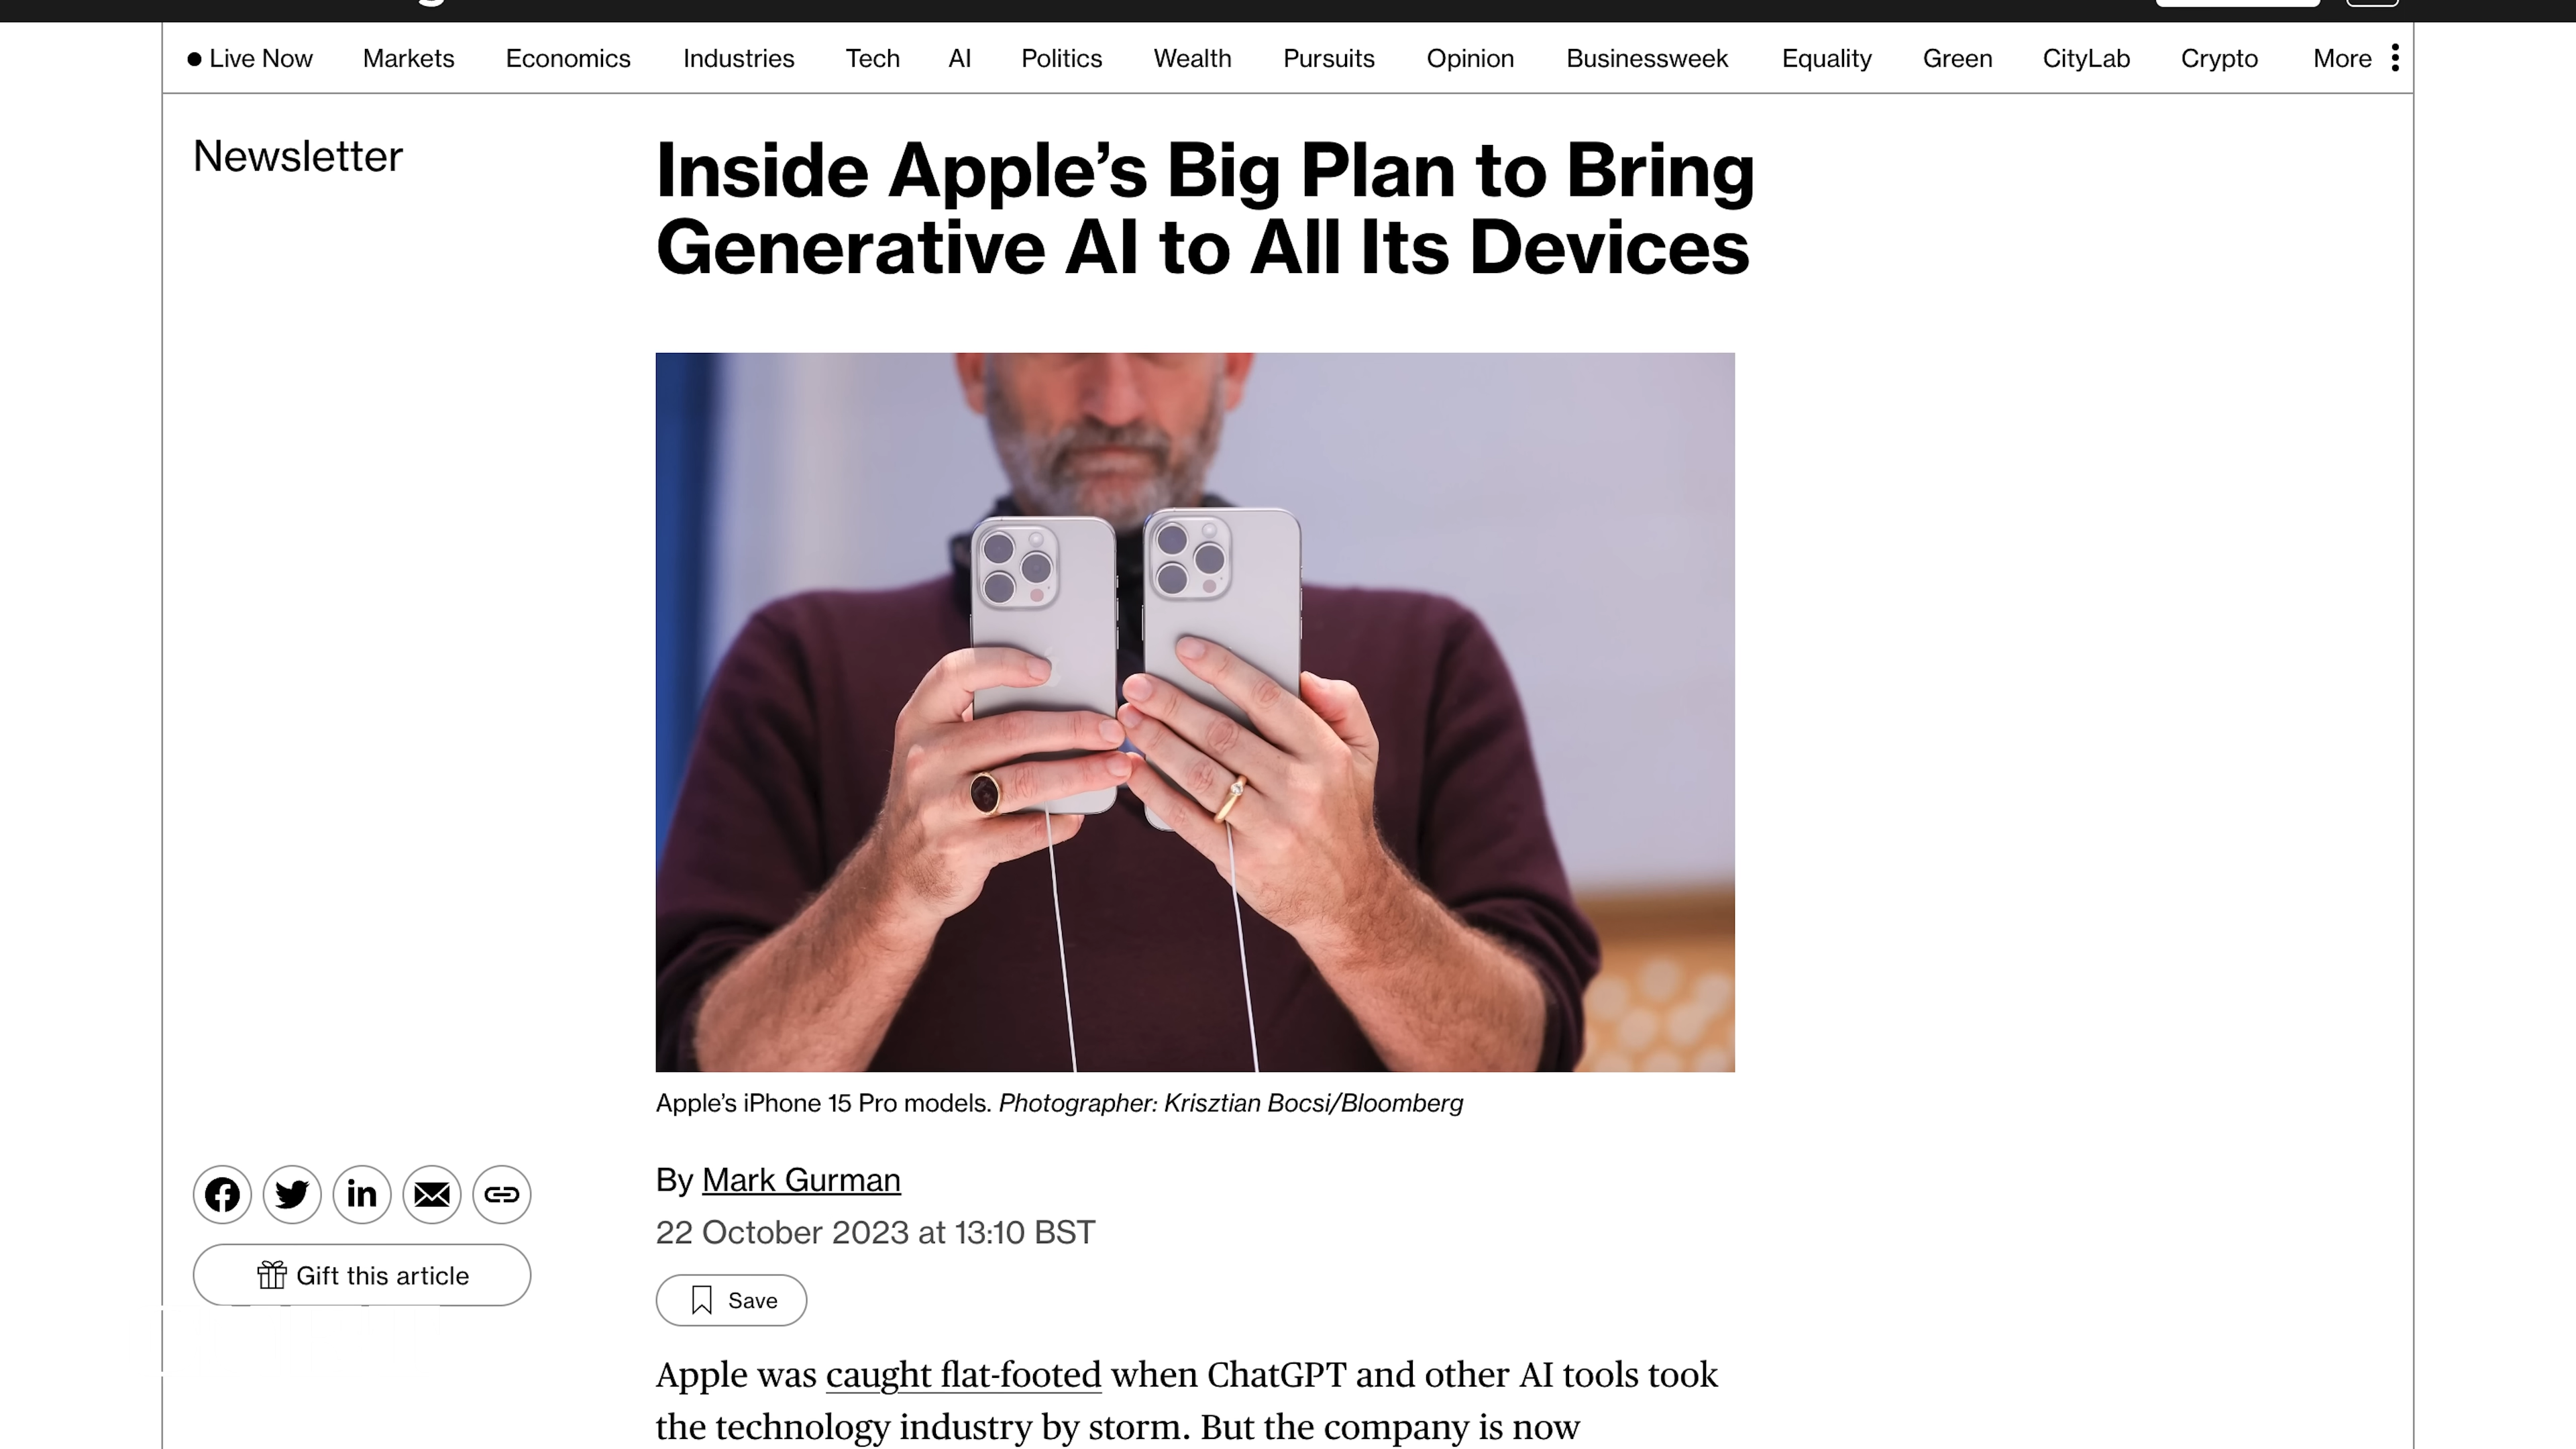 Live Now Markets Economics Industries Tech AI Politics Wealth Pursuits Opinion Businessweek Equality Green CityLab Crypto More
Newsletter
Inside Apple’s Big Plan to Bring
Generative AI to All Its Devices
Apple’s iPhone 15 Pro models. Photographer: Krisztian Bocsi/Bloomberg
By Mark Gurman
22 October 2023 at 13:10 BST
Gift this article
Save
Apple was caught flat-footed when ChatGPT and other AI tools took
the technology industry by storm. But the company is now